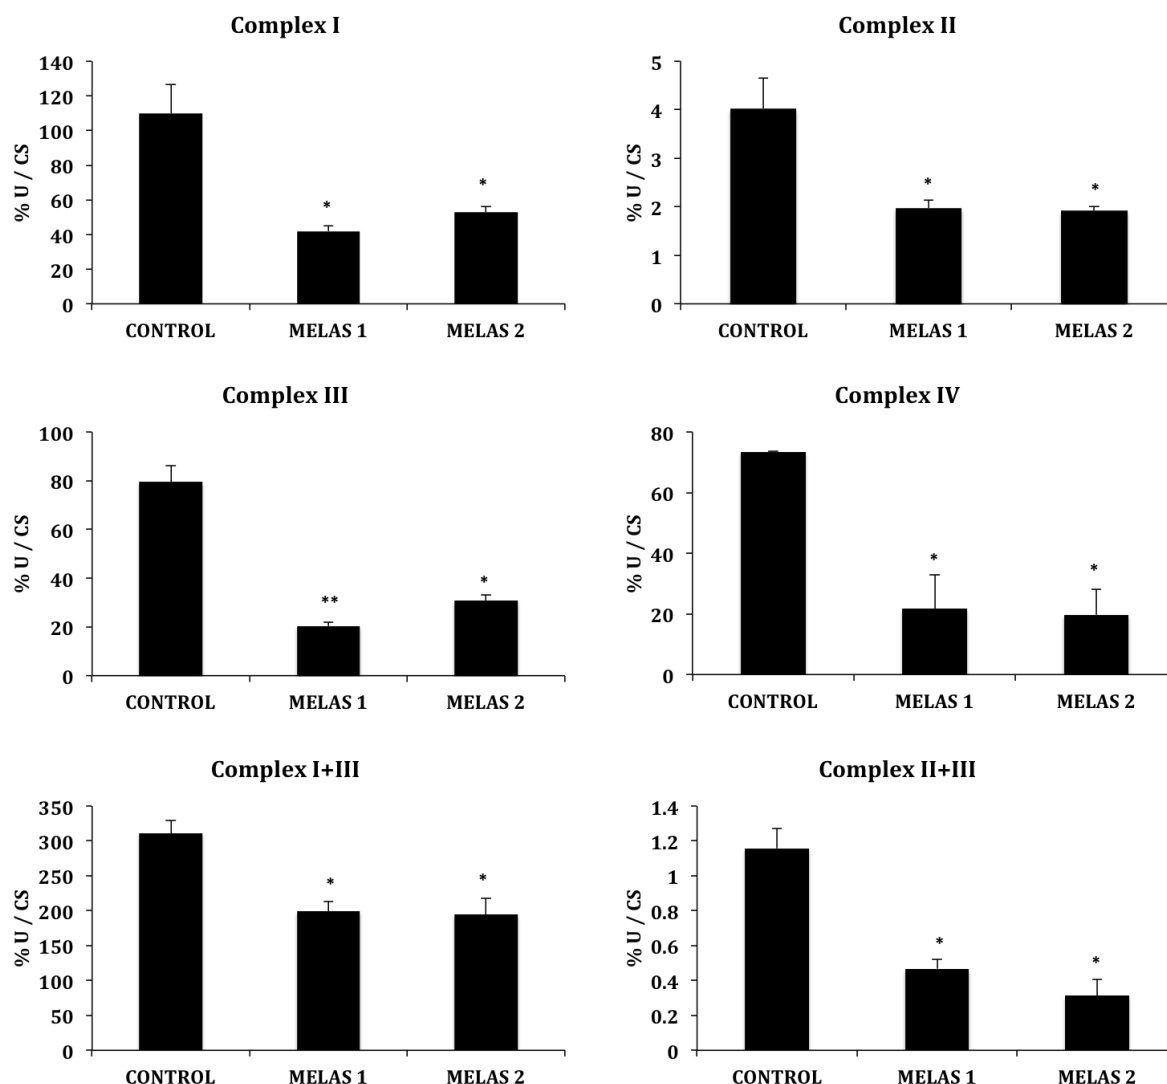 Complex I
% U / CS
140
120
100
80
60
40
20
0
*
*
CONTROL MELAS 1 MELAS 2
Complex II
% U / CS
5
4
3
2
1
0
*
*
CONTROL MELAS 1 MELAS 2
Complex III
% U / CS
100
80
60
40
20
0
**
*
CONTROL MELAS 1 MELAS 2
Complex IV
% U / CS
80
60
40
20
0
*
*
CONTROL MELAS 1 MELAS 2
Complex I+III
% U / CS
350
300
250
200
150
100
50
0
*
*
CONTROL MELAS 1 MELAS 2
Complex II+III
% U / CS
1.4
1.2
1
0.8
0.6
0.4
0.2
0
*
*
CONTROL MELAS 1 MELAS 2